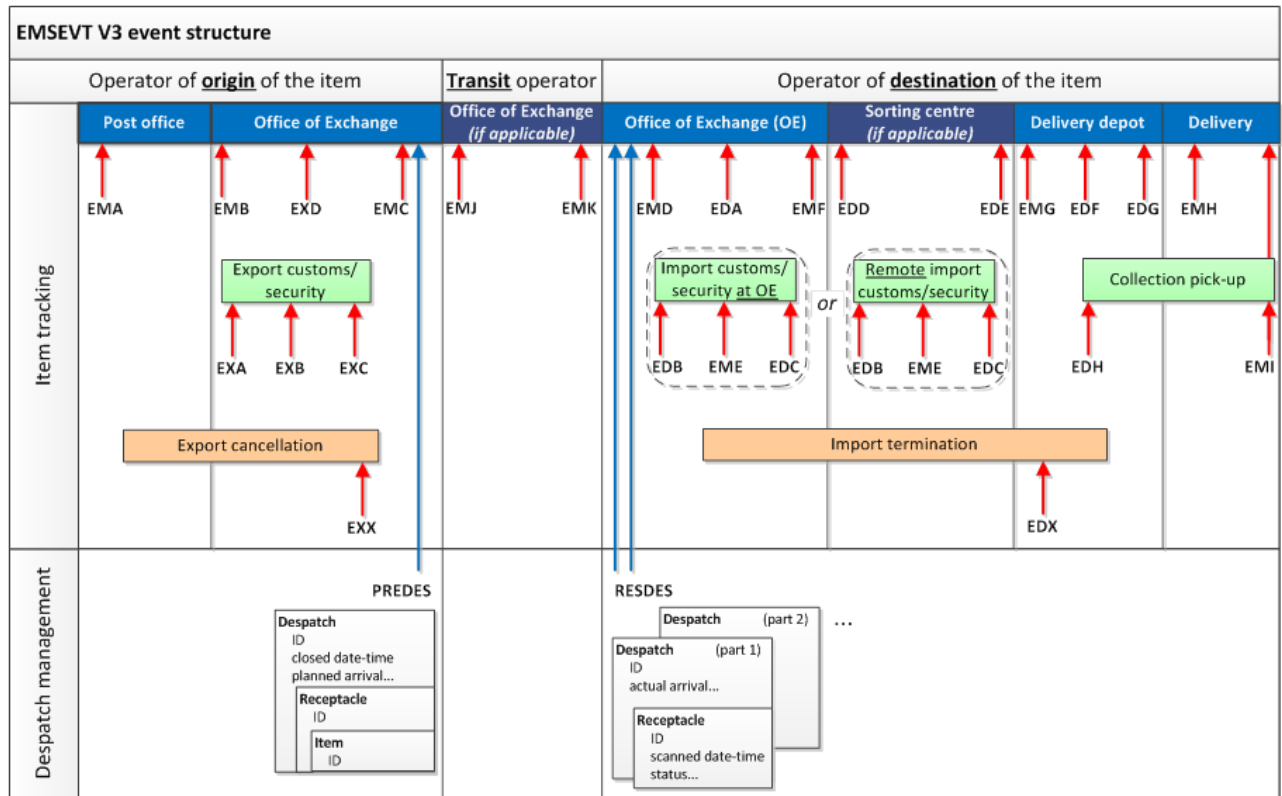 EMSEVT V3 event structure
Operator of origin of the item
Transit operator
Operator of destination of the item
Post office
Office of Exchange
Office of Exchange
(if applicable)
Office of Exchange (OE)
Sorting centre
(if applicable)
Delivery depot
Delivery
Item tracking
EMA
EMB
EXD
EMC
EMJ
EMK
EMD
EDA
EMF
EDD
EDE
EMG
EDF
EDG
EMH
Export customs/
security
Import customs/
security at OE
or
Remote import
customs/security
Collection pick-up
EXA
EXB
EXC
EDB
EME
EDC
EDB
EME
EDC
EDH
EMI
Export cancellation
Import termination
EXX
EDX
Despatch management
PREDES
Despatch
ID
closed date-time
planned arrival...
Receptacle
ID
Item
ID
RESDES
Despatch (part 2)
...
Despatch (part 1)
ID
actual arrival...
Receptacle
ID
scanned date-time
status...